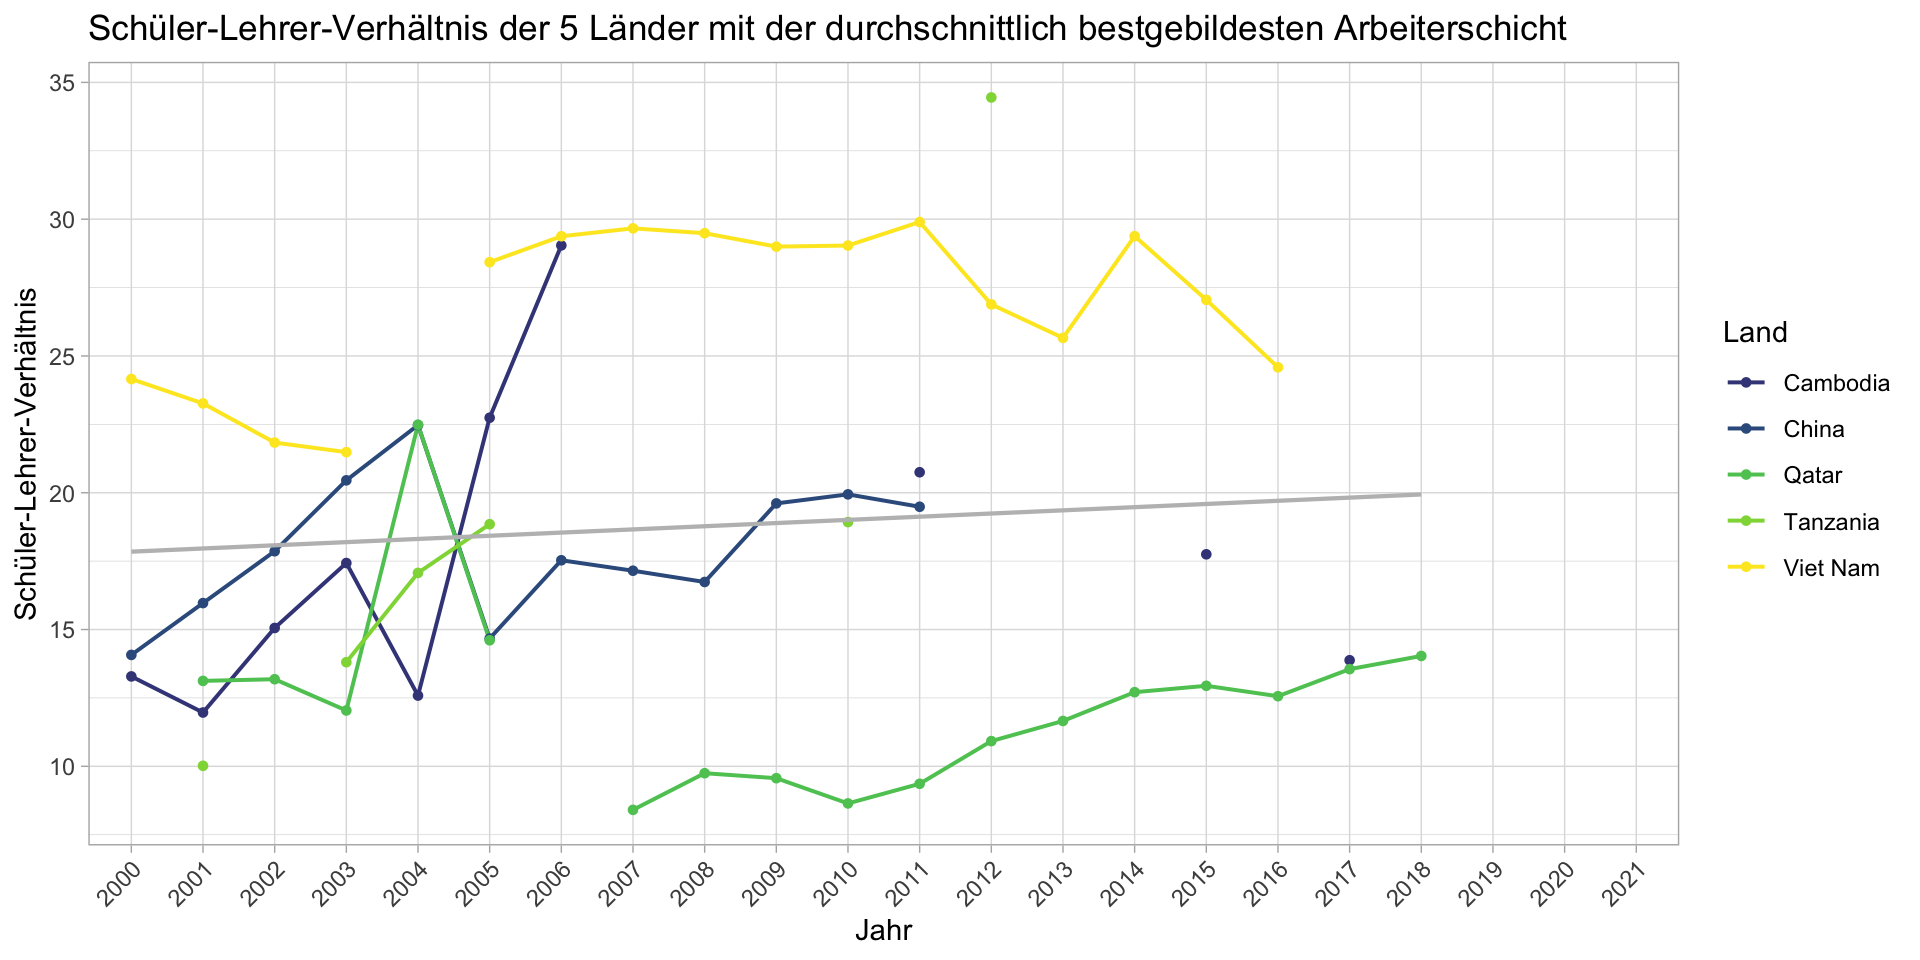 Schüler-Lehrer-Verhältnis der 5 Länder mit der durchschnittlich bestgebildesten Arbeiterschicht
Schüler-Lehrer-Verhältnis
35
30
25
20
15
10
2000 2001 2002 2003 2004 2005 2006 2007 2008 2009 2010 2011 2012 2013 2014 2015 2016 2017 2018 2019 2020 2021
Jahr
Land
Cambodia
China
Qatar
Tanzania
Viet Nam